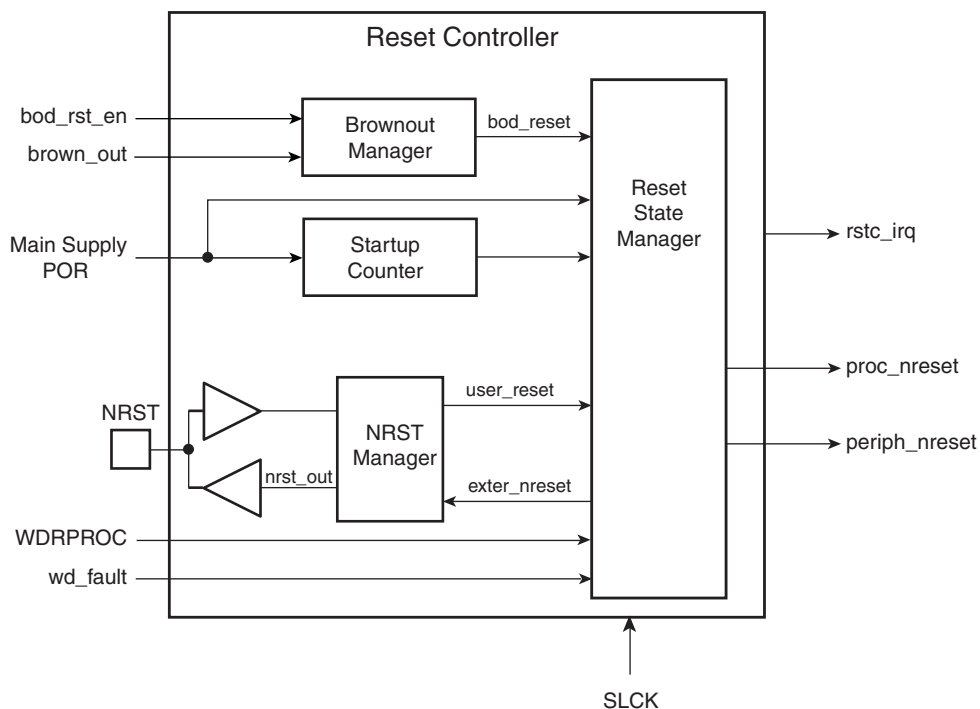 Reset Controller
bod_rst_en
brown_out
Brownout
Manager
bod_reset
Main Supply
POR
Startup
Counter
Reset
State
Manager
rstc_irq
proc_nreset
periph_nreset
NRST
NRST
Manager
user_reset
nrst_out
exter_nreset
WDRPROC
wd_fault
SLCK